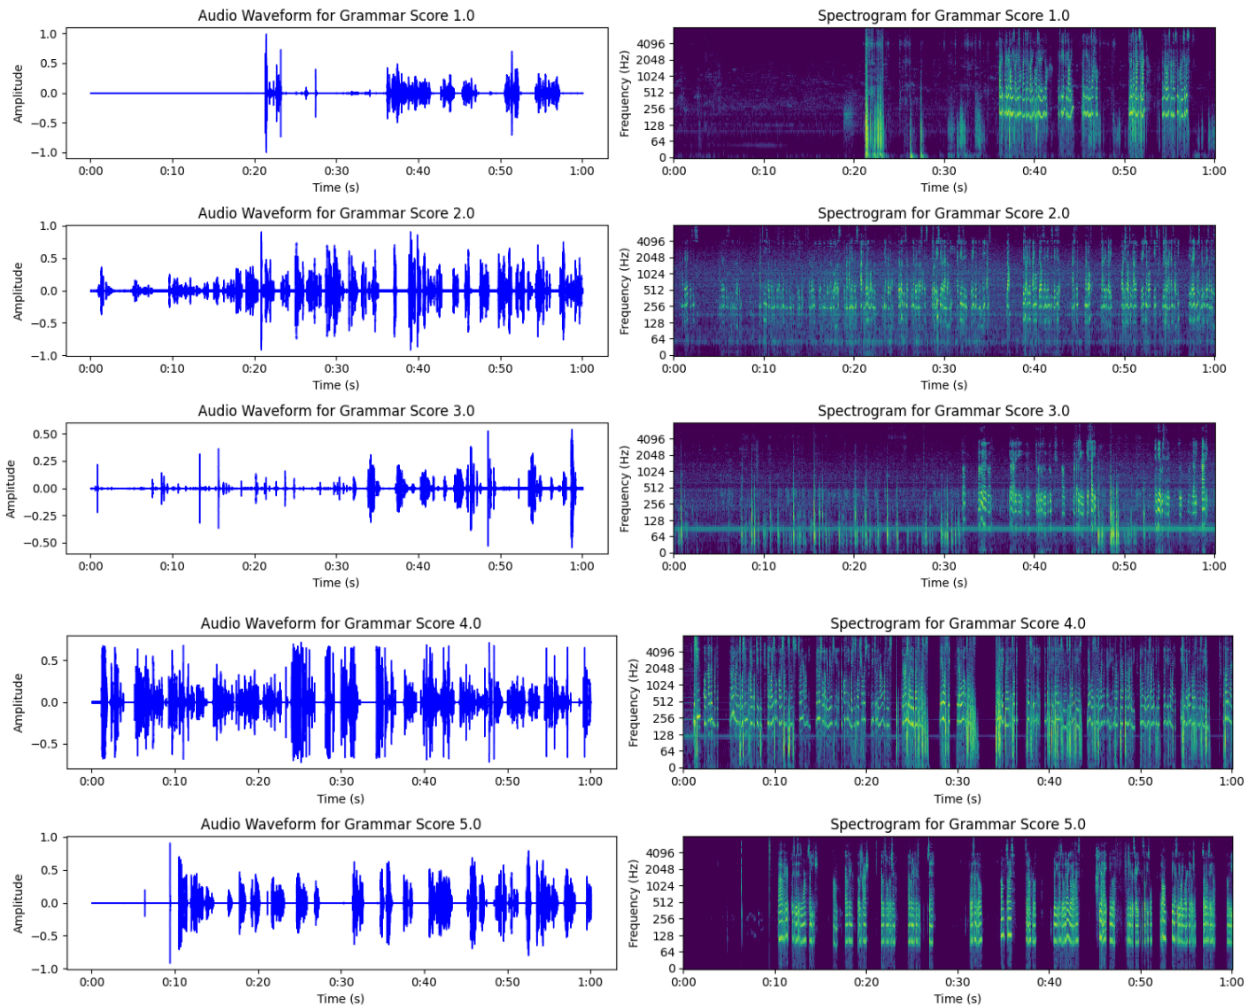 Audio Waveform for Grammar Score 1.0
1.0
0.5
0.0
−0.5
−1.0
Amplitude
0:00 0:10 0:20 0:30 0:40 0:50 1:00
Time (s)
Spectrogram for Grammar Score 1.0
4096
2048
1024
512
256
128
64
0
Frequency (Hz)
0:00 0:10 0:20 0:30 0:40 0:50 1:00
Time (s)
Audio Waveform for Grammar Score 2.0
1.0
0.5
0.0
−0.5
−1.0
Amplitude
0:00 0:10 0:20 0:30 0:40 0:50 1:00
Time (s)
Spectrogram for Grammar Score 2.0
4096
2048
1024
512
256
128
64
0
Frequency (Hz)
0:00 0:10 0:20 0:30 0:40 0:50 1:00
Time (s)
Audio Waveform for Grammar Score 3.0
0.50
0.25
0.00
−0.25
−0.50
Amplitude
0:00 0:10 0:20 0:30 0:40 0:50 1:00
Time (s)
Spectrogram for Grammar Score 3.0
4096
2048
1024
512
256
128
64
0
Frequency (Hz)
0:00 0:10 0:20 0:30 0:40 0:50 1:00
Time (s)
Audio Waveform for Grammar Score 4.0
0.5
0.0
−0.5
Amplitude
0:00 0:10 0:20 0:30 0:40 0:50 1:00
Time (s)
Spectrogram for Grammar Score 4.0
4096
2048
1024
512
256
128
64
0
Frequency (Hz)
0:00 0:10 0:20 0:30 0:40 0:50 1:00
Time (s)
Audio Waveform for Grammar Score 5.0
1.0
0.5
0.0
−0.5
−1.0
Amplitude
0:00 0:10 0:20 0:30 0:40 0:50 1:00
Time (s)
Spectrogram for Grammar Score 5.0
4096
2048
1024
512
256
128
64
0
Frequency (Hz)
0:00 0:10 0:20 0:30 0:40 0:50 1:00
Time (s)